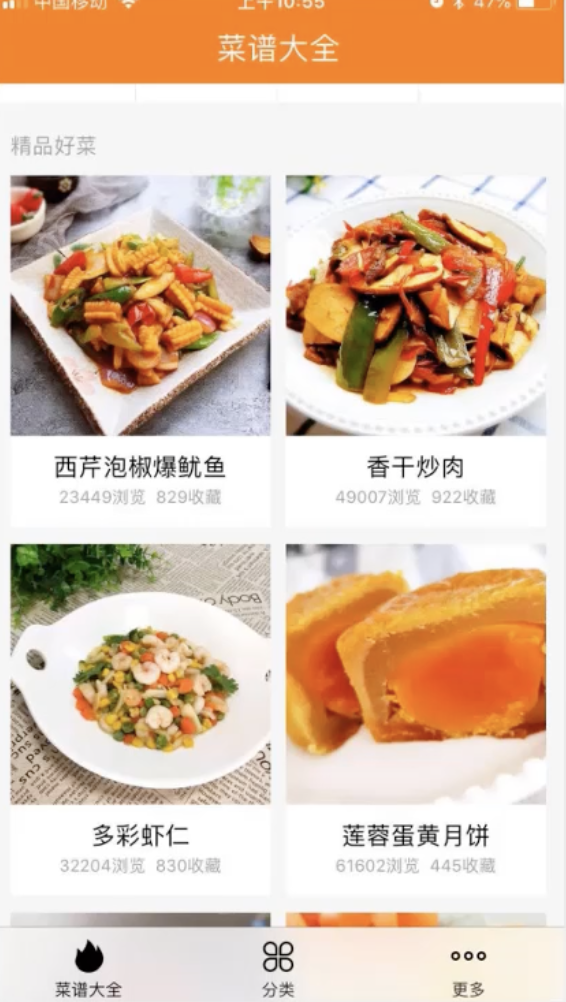 中国移动 上午10:55 47%
菜谱大全
精品好菜
西芹泡椒爆鱿鱼
23449浏览 829收藏
香干炒肉
49007浏览 922收藏
多彩虾仁
32204浏览 830收藏
莲蓉蛋黄月饼
61602浏览 445收藏
菜谱大全 分类 更多